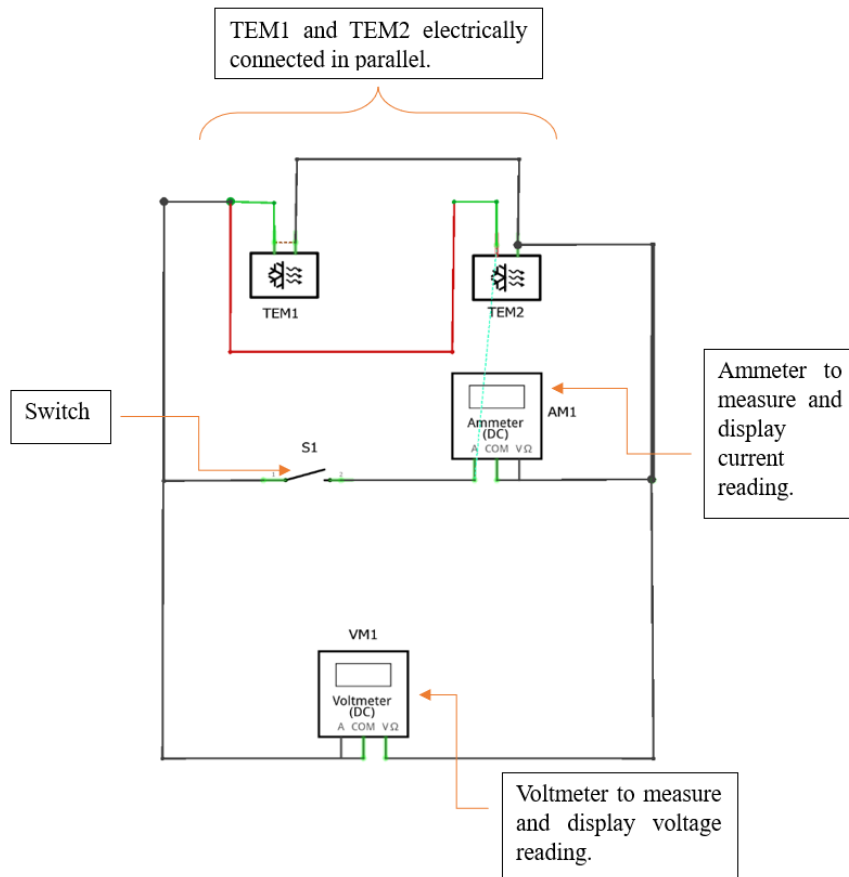 TEM1 and TEM2 electrically
connected in parallel.
TEM1
TEM2
Ammeter to
measure and
display
current
reading.
Switch
S1
1
2
Ammeter
(DC)
A COM VΩ
AM1
VM1
Voltmeter
(DC)
A COM VΩ
Voltmeter to measure
and display voltage
reading.